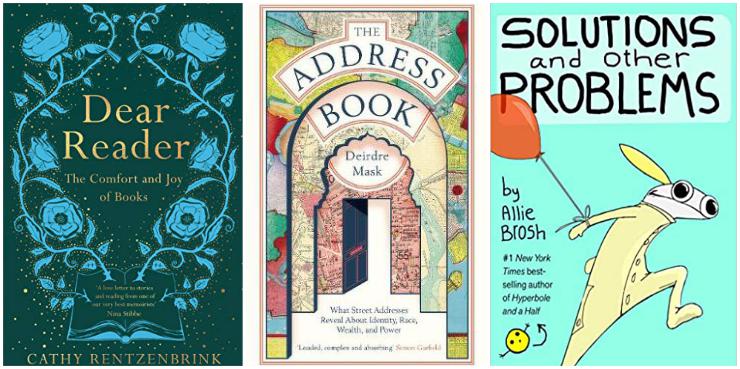 Dear
Reader
The Comfort and Joy
of Books
'A love letter to stories
and reading from one of
our very best memoirists'
Nina Stibbe
CATHY RENTZENBRINK
THE
ADDRESS
BOOK
Deirdre
Mask
What Street Addresses
Reveal About Identity, Race,
Wealth, and Power
'Loaded, complex and absorbing' Simon Garfield
SOLUTIONS
and other
PROBLEMS
by
Allie
Brosh
#1 New York
Times best-
selling author
of Hyperbole
and a Half